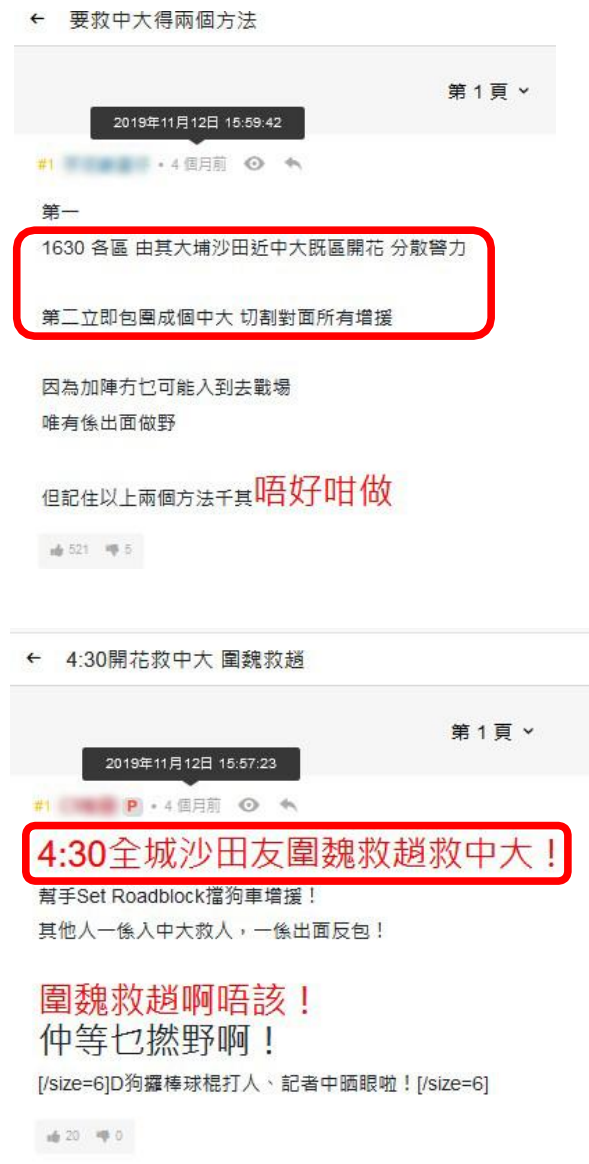 ← 要救中大得兩個方法
第 1 頁
2019年11月12日 15:59:42
#1 • 4 個月前
第一
1630 各區 由其大埔沙田近中大既區開花 分散警力
第二立即包圍成個中大 切割對面所有增援
因為加陣冇乜可能入到去戰場
唯有係出面做野
但記住以上兩個方法千其唔好咁做
521 5
← 4:30開花救中大 圍魏救趙
第 1 頁
2019年11月12日 15:57:23
#1 P • 4 個月前
4:30全城沙田友圍魏救趙救中大！
幫手Set Roadblock擋狗車增援！
其他人一係入中大救人，一係出面反包！
圍魏救趙啊唔該！
仲等乜撚野啊！
[/size=6]D狗攞棒球棍打人、記者中晒眼啦！[/size=6]
20 0